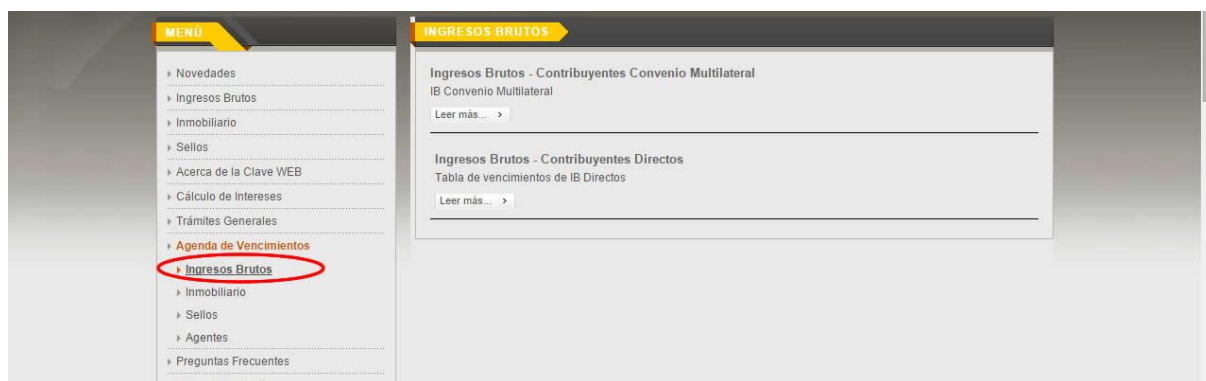 MENÚ
Novedades
Ingresos Brutos
Inmobiliario
Sellos
Acerca de la Clave WEB
Cálculo de Intereses
Trámites Generales
Agenda de Vencimientos
Ingresos Brutos
Inmobiliario
Sellos
Agentes
Preguntas Frecuentes
INGRESOS BRUTOS
Ingresos Brutos - Contribuyentes Convenio Multilateral
IB Convenio Multilateral
Leer más... >
Ingresos Brutos - Contribuyentes Directos
Tabla de vencimientos de IB Directos
Leer más... >